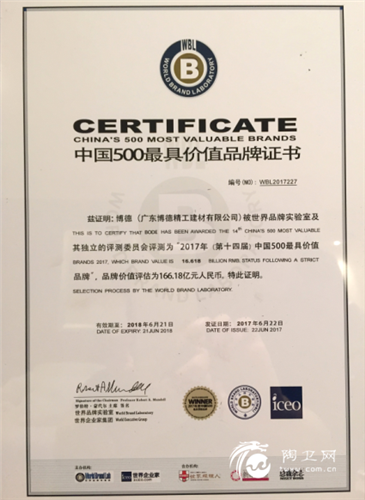 WBL
WORLD BRAND LABORATORY
B
CERTIFICATE
CHINA'S 500 MOST VALUABLE BRANDS
中国500最具价值品牌证书
编号(NO): WBL2017227
兹证明: 博德（广东博德精工建材有限公司）被世界品牌实验室及
THIS IS TO CERTIFY THAT BODE HAS BEEN AWARDED THE 14th CHINA'S 500 MOST VALUABLE
其独立的评测委员会评测为“2017年（第十四届）中国500最具价值
BRANDS 2017, WHICH BRAND VALUE IS 16.618 BILLION RMB. STATUS FOLLOWING A STRICT
品牌”，品牌价值评估为166.18亿元人民币。特此证明。
SELECTION PROCESS BY THE WORLD BRAND LABORATORY.
有效期至: 2018年6月21日
DATE OF EXPIRY 21JUN 2018
发证日期: 2017年6月22日
DATE OF ISSUE: 22JUN 2017
世界品牌实验室 World Brand Laboratory
世界企业家集团 World Executive Group
WINNER
B
iceo
陶卫网